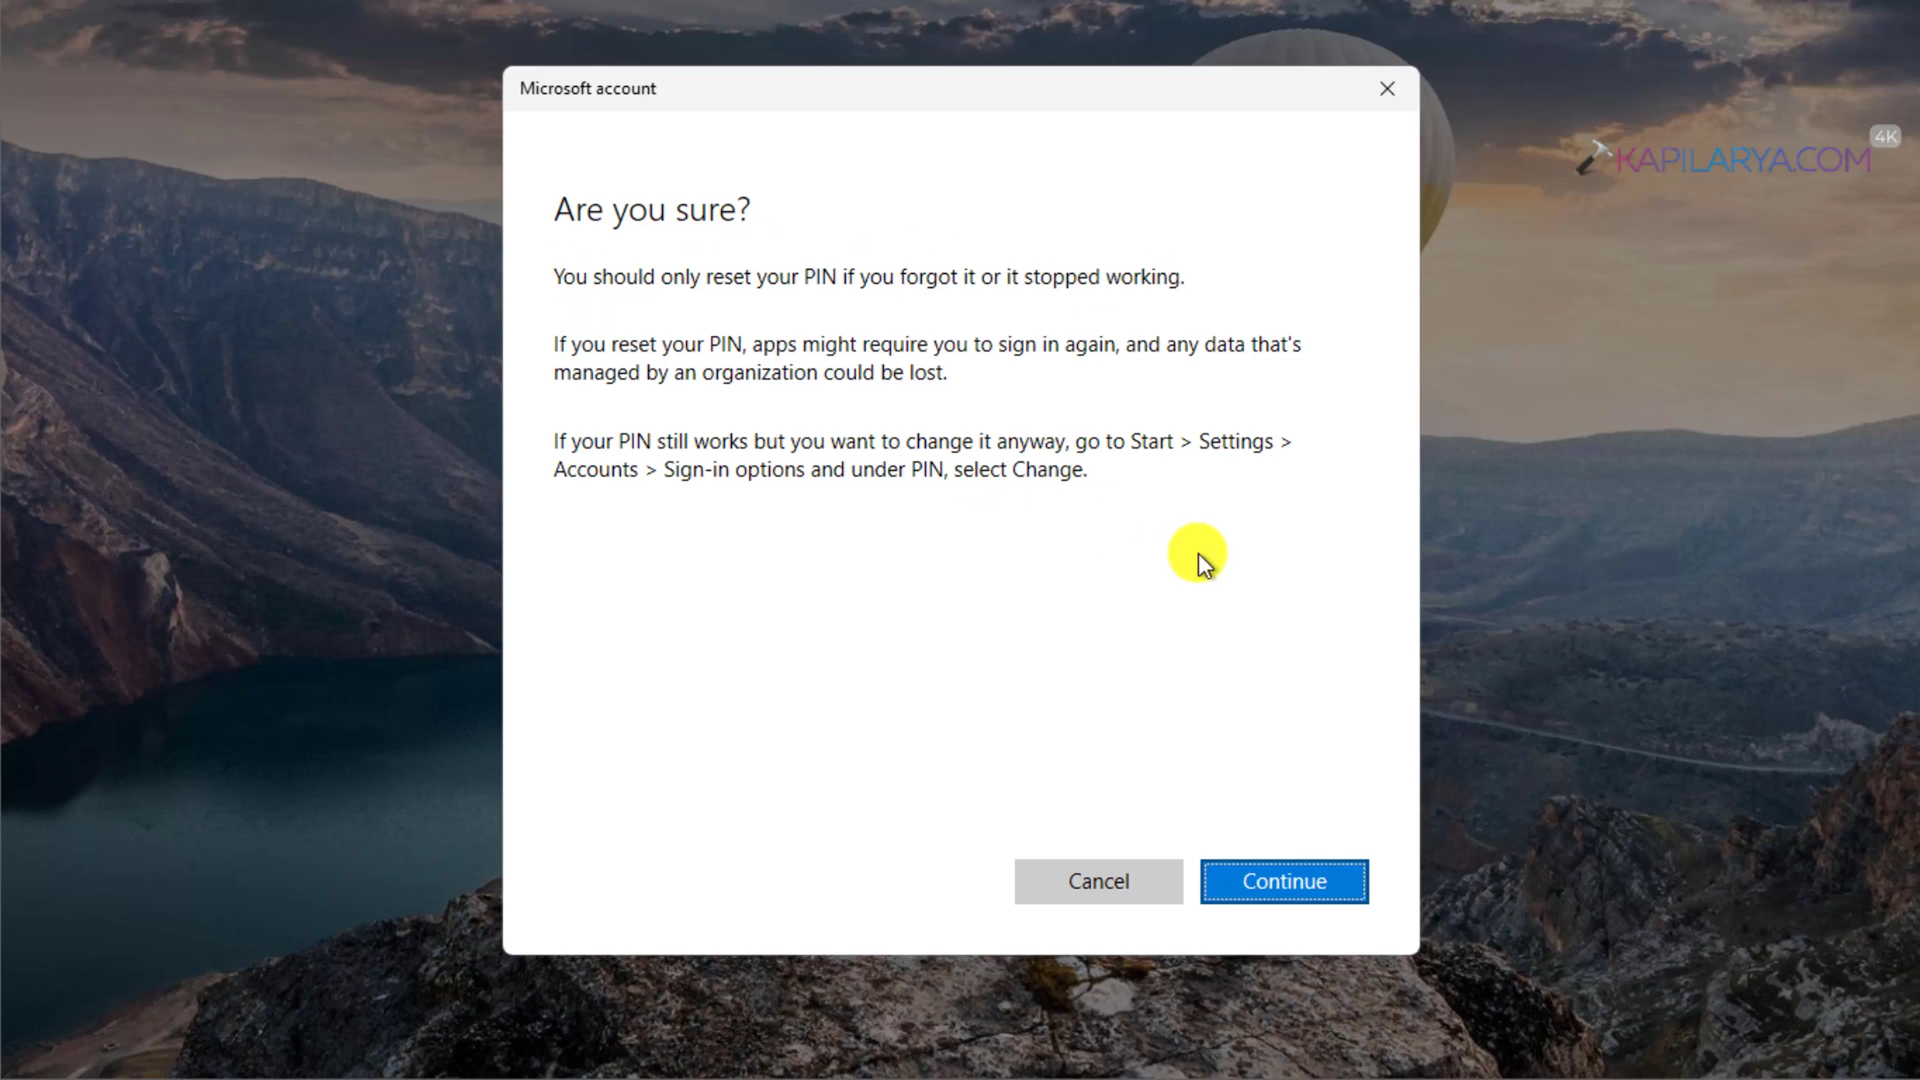 Microsoft account
4K
KAPILARYA.COM
Are you sure?
You should only reset your PIN if you forgot it or it stopped working.
If you reset your PIN, apps might require you to sign in again, and any data that's
managed by an organization could be lost.
If your PIN still works but you want to change it anyway, go to Start > Settings >
Accounts > Sign-in options and under PIN, select Change.
Cancel
Continue